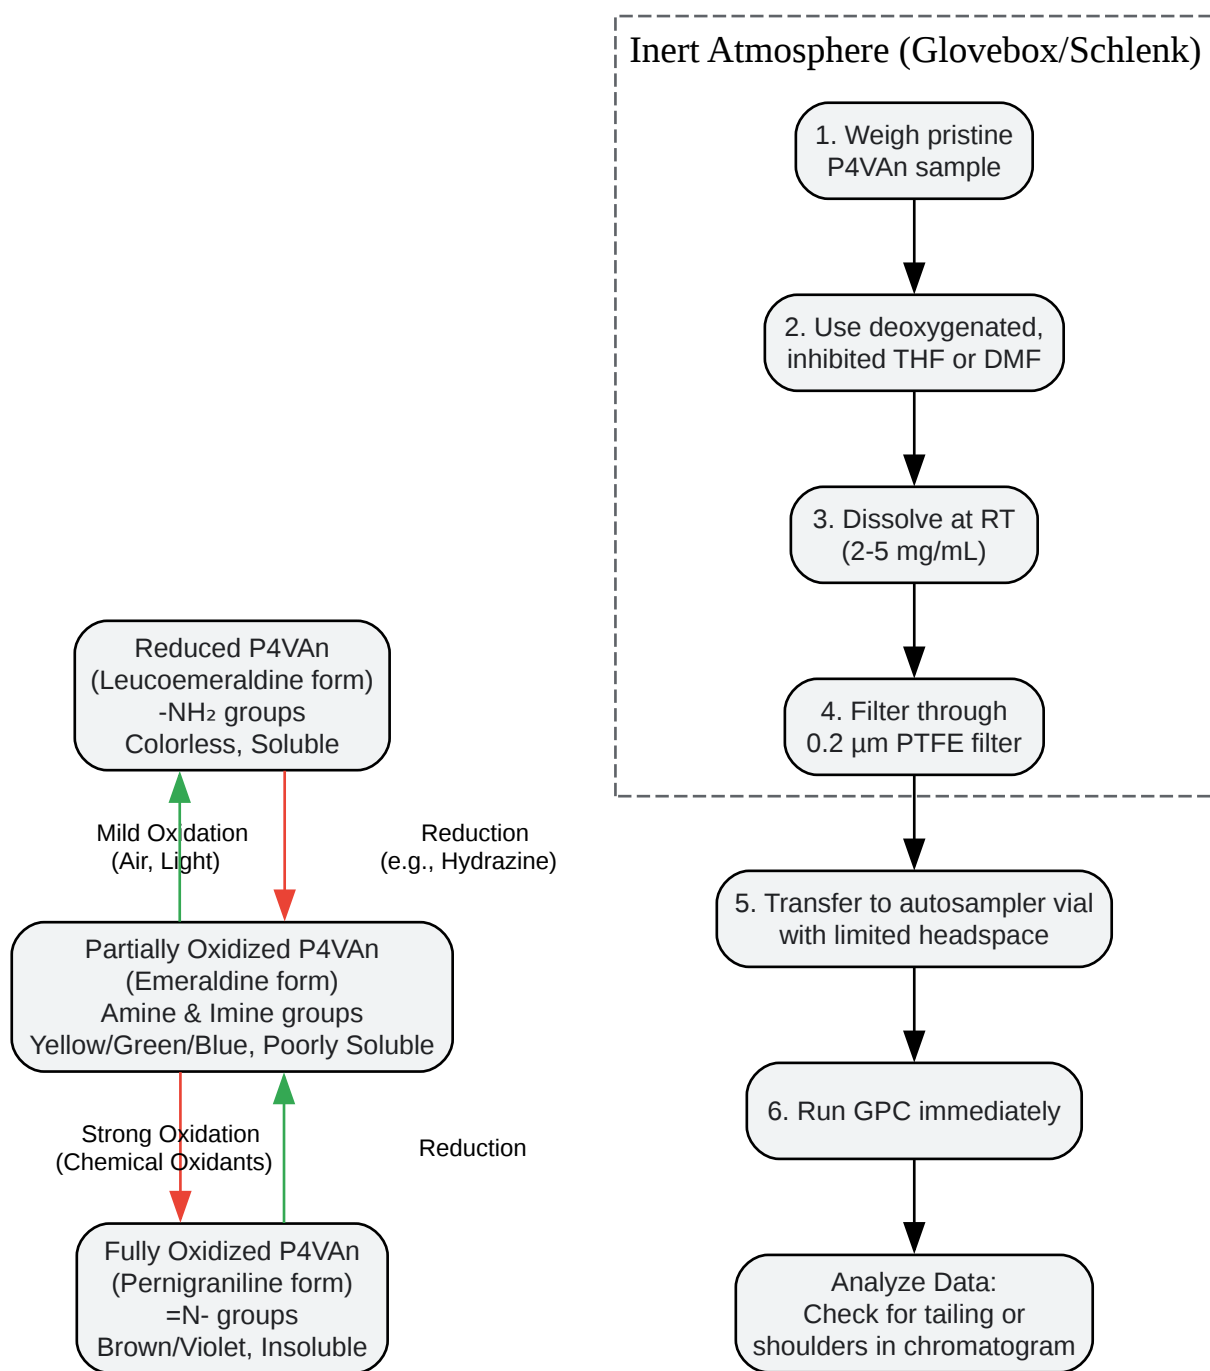 Inert Atmosphere (Glovebox/Schlenk)
1. Weigh pristine
P4VAn sample
2. Use deoxygenated,
inhibited THF or DMF
3. Dissolve at RT
(2-5 mg/mL)
4. Filter through
0.2 µm PTFE filter
5. Transfer to autosampler vial
with limited headspace
6. Run GPC immediately
Analyze Data:
Check for tailing or
shoulders in chromatogram
Reduced P4VAn
(Leucoemeraldine form)
-NH₂ groups
Colorless, Soluble
Mild Oxidation
(Air, Light)
Reduction
(e.g., Hydrazine)
Partially Oxidized P4VAn
(Emeraldine form)
Amine & Imine groups
Yellow/Green/Blue, Poorly Soluble
Strong Oxidation
(Chemical Oxidants)
Reduction
Fully Oxidized P4VAn
(Pernigraniline form)
=N- groups
Brown/Violet, Insoluble